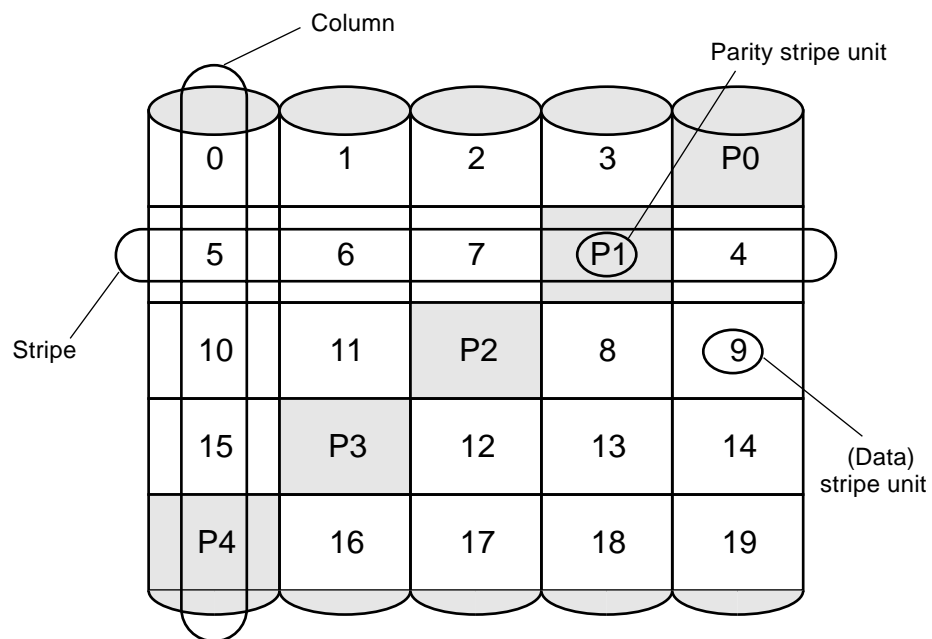 Column
Parity stripe unit
0 1 2 3 P0
5 6 7 P1 4
Stripe
10 11 P2 8 9
15 P3 12 13 14
(Data)
stripe unit
P4 16 17 18 19